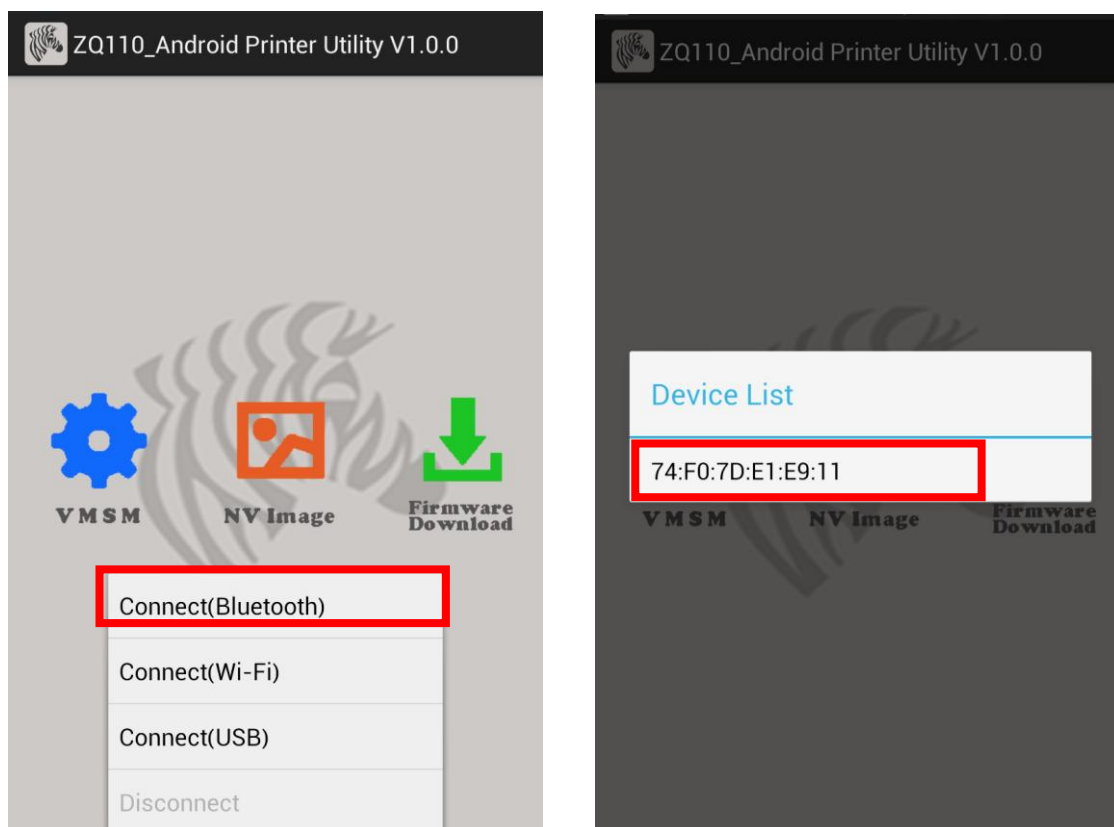 ZQ110_Android Printer Utility V1.0.0
VMSM
NV Image
Firmware
Download
Connect(Bluetooth)
Connect(Wi-Fi)
Connect(USB)
Disconnect
ZQ110_Android Printer Utility V1.0.0
Device List
74:F0:7D:E1:E9:11
VMSM
NV Image
Firmware
Download